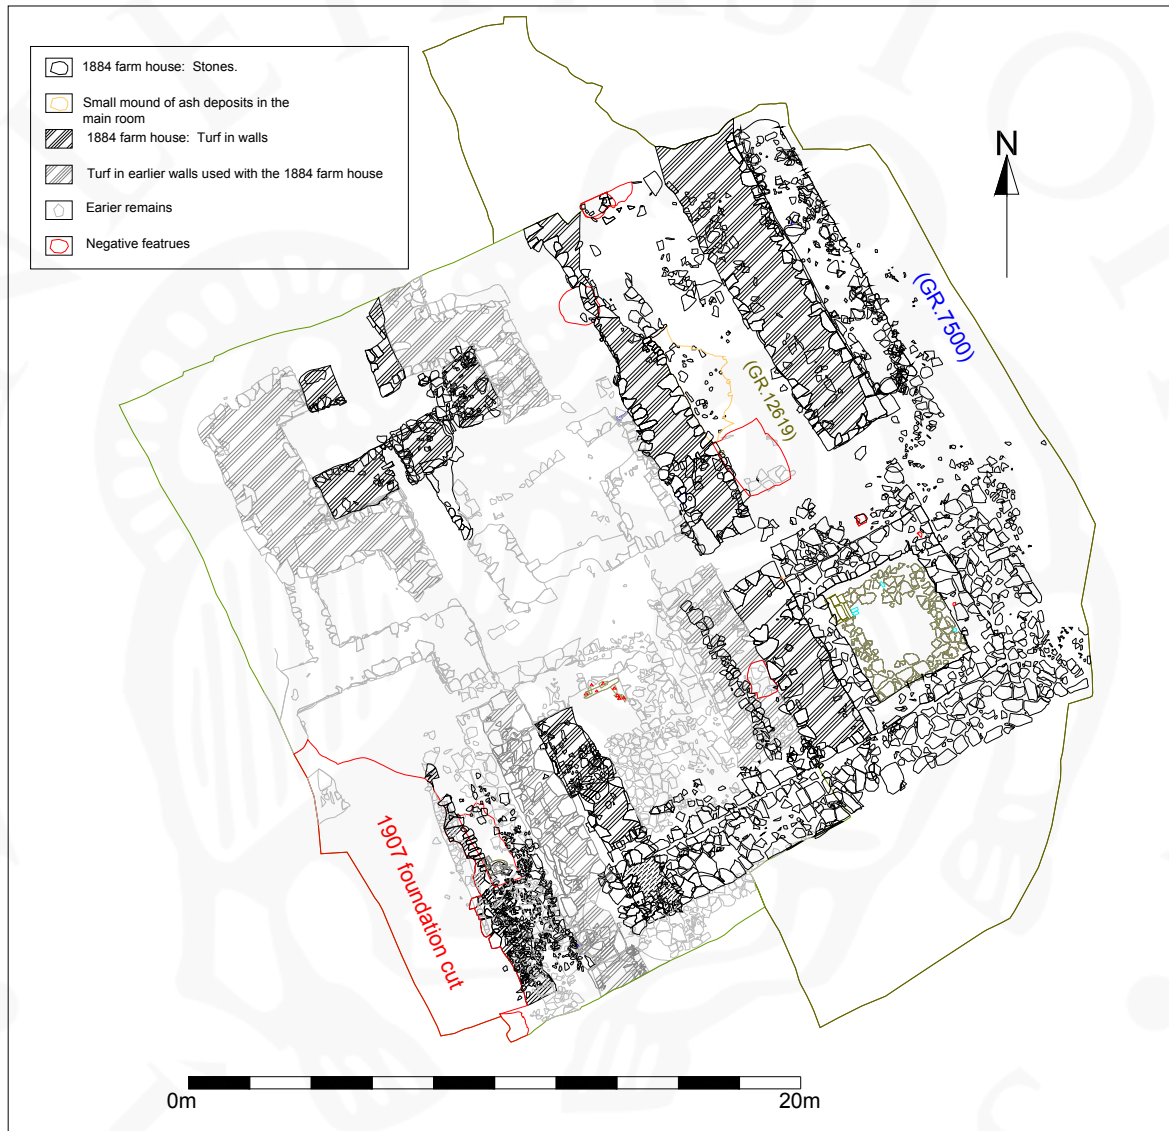 1884 farm house: Stones.
Small mound of ash deposits in the
main room
1884 farm house: Turf in walls
Turf in earlier walls used with the 1884 farm house
Earier remains
Negative featrues
N
(GR.7500)
(GR.12619)
1907 foundation cut
0m
20m